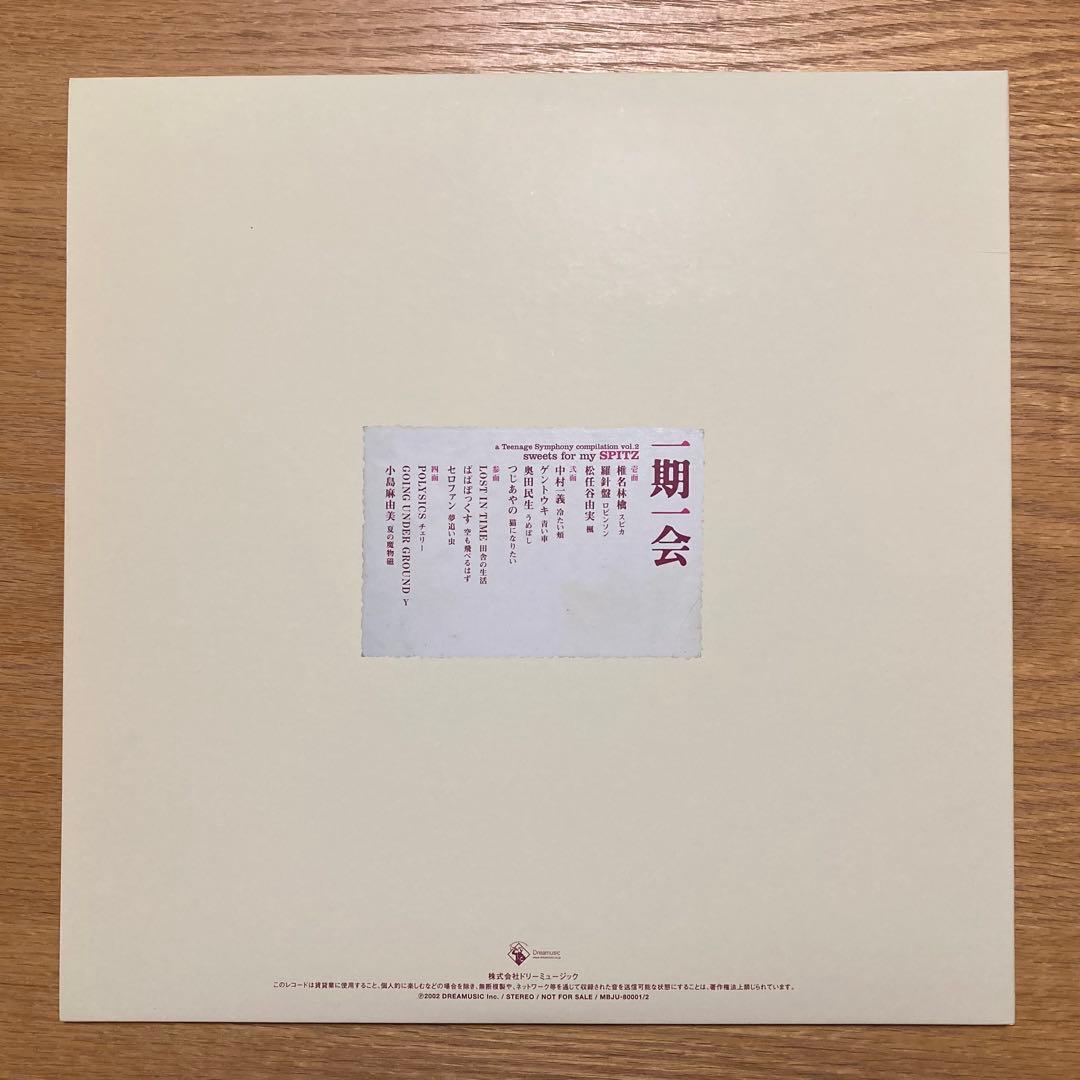 一期一会
a Teenage Symphony compilation vol.2
sweets for my SPITZ
壱面
椎名林檎 スピカ
羅針盤 ロビンソン
松任谷由実 楓
弐面
中村一義 冷たい頬
ゲントウキ 青い車
奥田民生 うめぼし
つじあやの 猫になりたい
参面
LOST IN TIME 田舎の生活
ぱぱぼっくす 空も飛べるはず
セロファン 夢追い虫
四面
POLYSICS チェリー
GOING UNDER GROUND Y
小島麻由美 夏の魔物
Dreamusic
株式会社ドリーミュージック
このレコードは賃貸業に使用すること、個人的に楽しむなどの場合を除き、無断複製や、ネットワーク等を通じて収録された音を送信可能な状態にすることは、著作権法上禁じられています。
℗2002 DREAMUSIC Inc. / STEREO / NOT FOR SALE / MBJU-80001/2